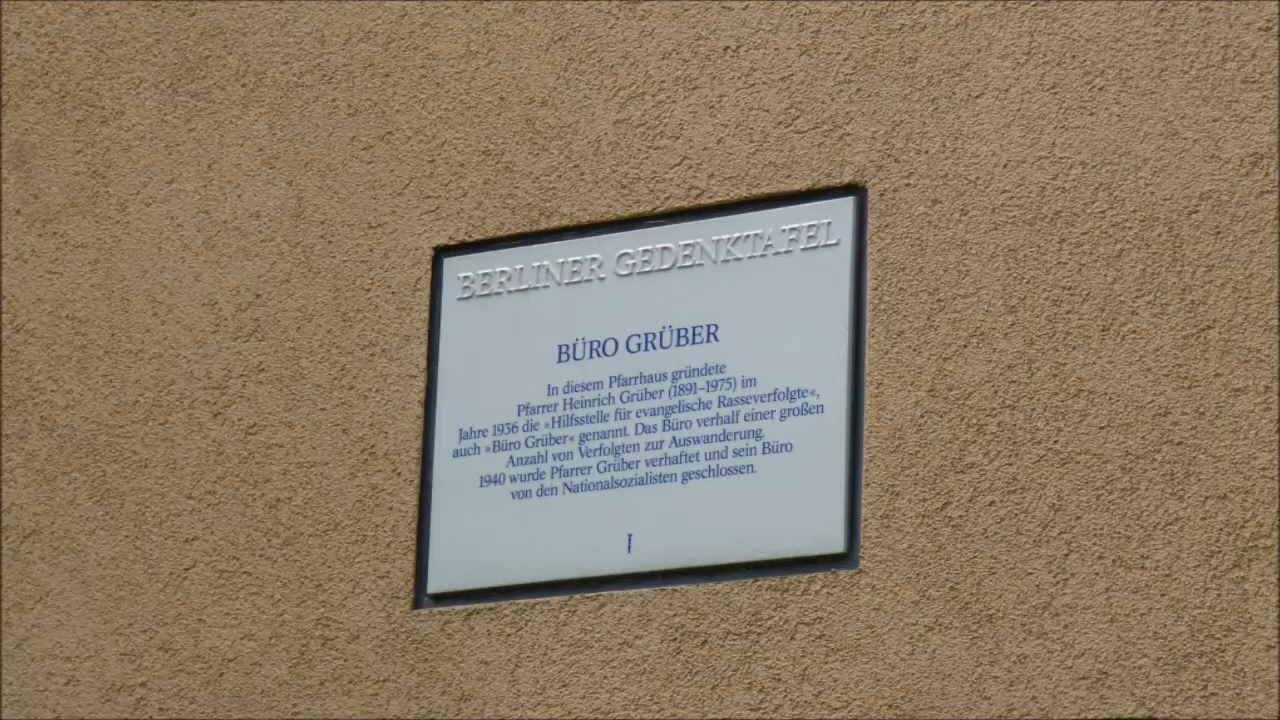 BERLINER GEDENKTAFEL
BÜRO GRÜBER
In diesem Pfarrhaus gründete
Pfarrer Heinrich Grüber (1891–1975) im
Jahre 1936 die »Hilfsstelle für evangelische Rasseverfolgte«,
auch »Büro Grüber« genannt. Das Büro verhalf einer großen
Anzahl von Verfolgten zur Auswanderung.
1940 wurde Pfarrer Grüber verhaftet und sein Büro
von den Nationalsozialisten geschlossen.